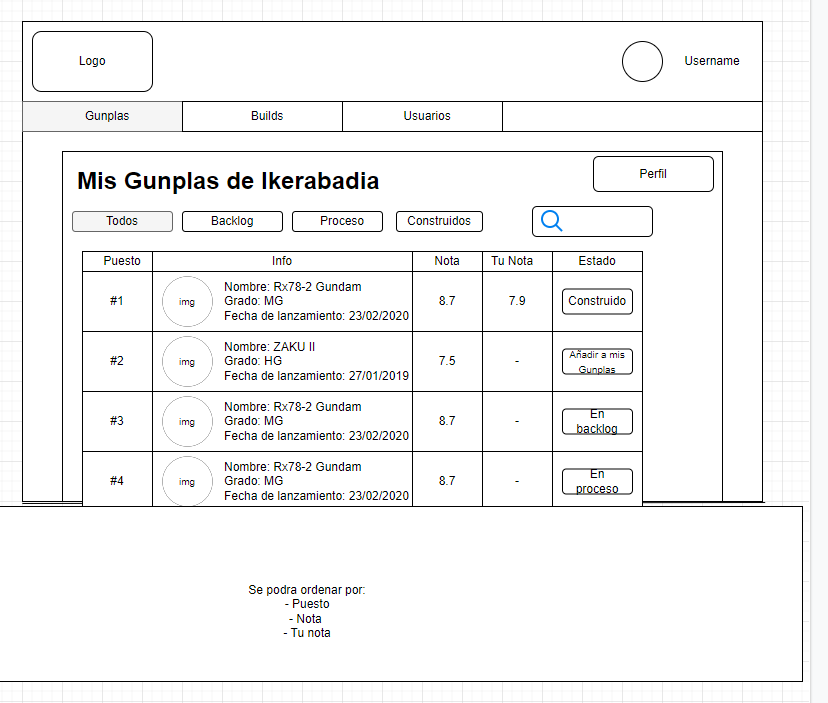 Logo
Username
Gunplas
Builds
Usuarios
Mis Gunplas de Ikerabadia
Perfil
Todos
Backlog
Proceso
Construidos
Puesto
Info
Nota
Tu Nota
Estado
#1
img
Nombre: Rx78-2 Gundam
Grado: MG
Fecha de lanzamiento: 23/02/2020
8.7
7.9
Construido
#2
img
Nombre: ZAKU II
Grado: HG
Fecha de lanzamiento: 27/01/2019
7.5
-
Añadir a mis
Gunplas
#3
img
Nombre: Rx78-2 Gundam
Grado: MG
Fecha de lanzamiento: 23/02/2020
8.7
-
En
backlog
#4
img
Nombre: Rx78-2 Gundam
Grado: MG
Fecha de lanzamiento: 23/02/2020
8.7
-
En
proceso
Se podra ordenar por:
- Puesto
- Nota
- Tu nota